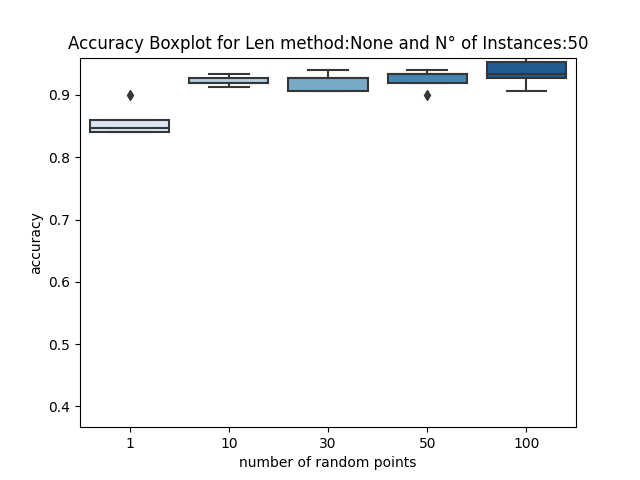 Accuracy Boxplot for Len method:None and N° of Instances:50
0.9
0.8
0.7
0.6
0.5
0.4
accuracy
1 10 30 50 100
number of random points